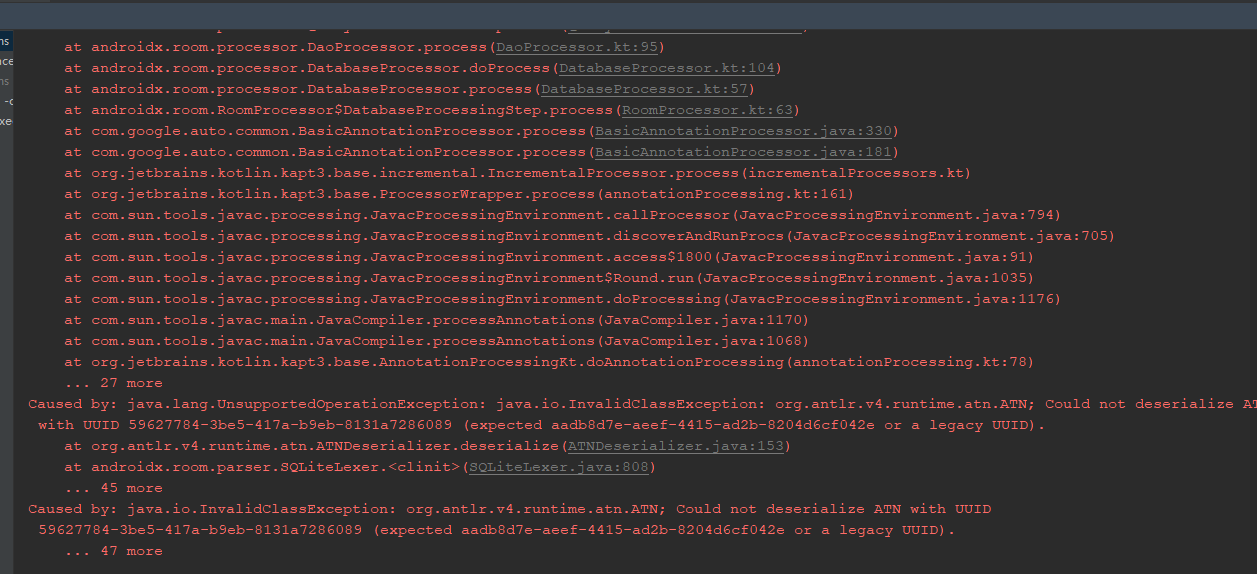 ns
at androidx.room.processor.DaoProcessor.process(DaoProcessor.kt:95)
nce
at androidx.room.processor.DatabaseProcessor.doProcess(DatabaseProcessor.kt:104)
ns
at androidx.room.processor.DatabaseProcessor.process(DatabaseProcessor.kt:57)
-c
at androidx.room.RoomProcessor$DatabaseProcessingStep.process(RoomProcessor.kt:63)
xe
at com.google.auto.common.BasicAnnotationProcessor.process(BasicAnnotationProcessor.java:330)
at com.google.auto.common.BasicAnnotationProcessor.process(BasicAnnotationProcessor.java:181)
at org.jetbrains.kotlin.kapt3.base.incremental.IncrementalProcessor.process(incrementalProcessors.kt)
at org.jetbrains.kotlin.kapt3.base.ProcessorWrapper.process(annotationProcessing.kt:161)
at com.sun.tools.javac.processing.JavacProcessingEnvironment.callProcessor(JavacProcessingEnvironment.java:794)
at com.sun.tools.javac.processing.JavacProcessingEnvironment.discoverAndRunProcs(JavacProcessingEnvironment.java:705)
at com.sun.tools.javac.processing.JavacProcessingEnvironment.access$1800(JavacProcessingEnvironment.java:91)
at com.sun.tools.javac.processing.JavacProcessingEnvironment$Round.run(JavacProcessingEnvironment.java:1035)
at com.sun.tools.javac.processing.JavacProcessingEnvironment.doProcessing(JavacProcessingEnvironment.java:1176)
at com.sun.tools.javac.main.JavaCompiler.processAnnotations(JavaCompiler.java:1170)
at com.sun.tools.javac.main.JavaCompiler.processAnnotations(JavaCompiler.java:1068)
at org.jetbrains.kotlin.kapt3.base.AnnotationProcessingKt.doAnnotationProcessing(annotationProcessing.kt:78)
... 27 more
Caused by: java.lang.UnsupportedOperationException: java.io.InvalidClassException: org.antlr.v4.runtime.atn.ATN; Could not deserialize AT
with UUID 59627784-3be5-417a-b9eb-8131a7286089 (expected aadb8d7e-aeef-4415-ad2b-8204d6cf042e or a legacy UUID).
at org.antlr.v4.runtime.atn.ATNDeserializer.deserialize(ATNDeserializer.java:153)
at androidx.room.parser.SQLiteLexer.<clinit>(SQLiteLexer.java:808)
... 45 more
Caused by: java.io.InvalidClassException: org.antlr.v4.runtime.atn.ATN; Could not deserialize ATN with UUID
59627784-3be5-417a-b9eb-8131a7286089 (expected aadb8d7e-aeef-4415-ad2b-8204d6cf042e or a legacy UUID).
... 47 more